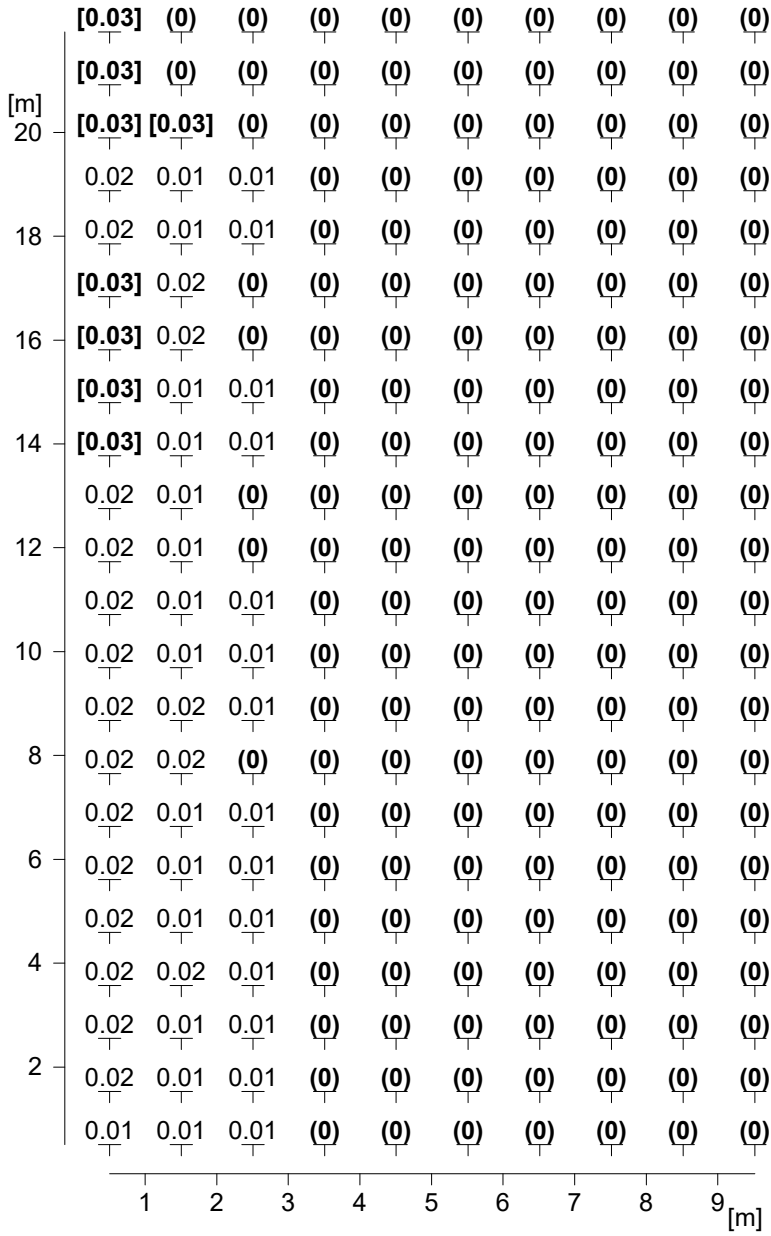 [0.03] (0) (0) (0) (0) (0) (0) (0) (0) (0)
[0.03] (0) (0) (0) (0) (0) (0) (0) (0) (0)
[m]
20 [0.03] [0.03] (0) (0) (0) (0) (0) (0) (0) (0)
0.02 0.01 0.01 (0) (0) (0) (0) (0) (0) (0)
18 0.02 0.01 0.01 (0) (0) (0) (0) (0) (0) (0)
[0.03] 0.02 (0) (0) (0) (0) (0) (0) (0) (0)
16 [0.03] 0.02 (0) (0) (0) (0) (0) (0) (0) (0)
[0.03] 0.01 0.01 (0) (0) (0) (0) (0) (0) (0)
14 [0.03] 0.01 0.01 (0) (0) (0) (0) (0) (0) (0)
0.02 0.01 (0) (0) (0) (0) (0) (0) (0) (0)
12 0.02 0.01 (0) (0) (0) (0) (0) (0) (0) (0)
0.02 0.01 0.01 (0) (0) (0) (0) (0) (0) (0)
10 0.02 0.01 0.01 (0) (0) (0) (0) (0) (0) (0)
0.02 0.02 0.01 (0) (0) (0) (0) (0) (0) (0)
8 0.02 0.02 (0) (0) (0) (0) (0) (0) (0) (0)
0.02 0.01 0.01 (0) (0) (0) (0) (0) (0) (0)
6 0.02 0.01 0.01 (0) (0) (0) (0) (0) (0) (0)
0.02 0.01 0.01 (0) (0) (0) (0) (0) (0) (0)
4 0.02 0.02 0.01 (0) (0) (0) (0) (0) (0) (0)
0.02 0.01 0.01 (0) (0) (0) (0) (0) (0) (0)
2 0.02 0.01 0.01 (0) (0) (0) (0) (0) (0) (0)
0.01 0.01 0.01 (0) (0) (0) (0) (0) (0) (0)
1 2 3 4 5 6 7 8 9 [m]